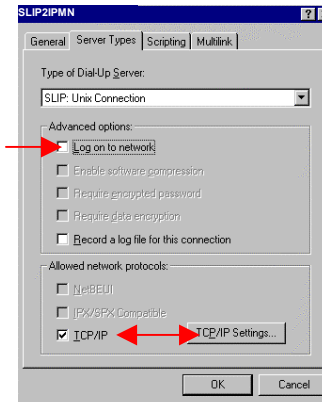 SLIP2IPMN
General Server Types Scripting Multilink
Type of Dial-Up Server:
SLIP: Unix Connection
Advanced options:
Log on to network
Enable software compression
Require encrypted password
Require data encryption
Record a log file for this connection
Allowed network protocols:
NetBEUI
IPX/SPX Compatible
TCP/IP TCP/IP Settings...
OK Cancel